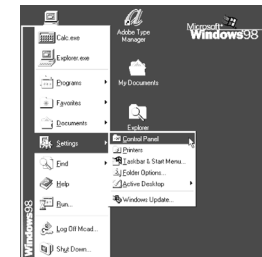 Adobe Type
Manager
Microsoft
Windows98
Calc.exe
Explorer.exe
Programs
My Documents
Favorites
Documents
Explorer
Settings
Control Panel
Printers
Taskbar & Start Menu...
Folder Options...
Active Desktop
Windows Update...
Find
Help
Run...
Log Off Mcad...
Shut Down...
Windows98